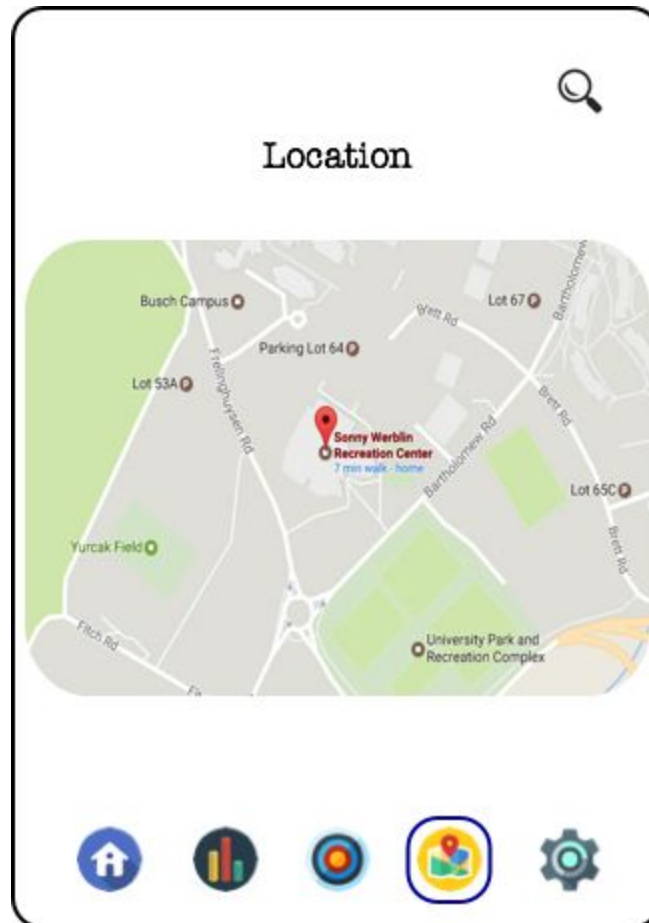 Location
Busch Campus
Lot 67
Bartholomew
Brett Rd
Parking Lot 64
Lot 53A
Frelinghuysen Rd
Brett Rd
Sonny Werblin
Recreation Center
7 min walk - home
Bartholomew Rd
Lot 65C
Yurcak Field
Brett Rd
Fitch Rd
University Park and
Recreation Complex